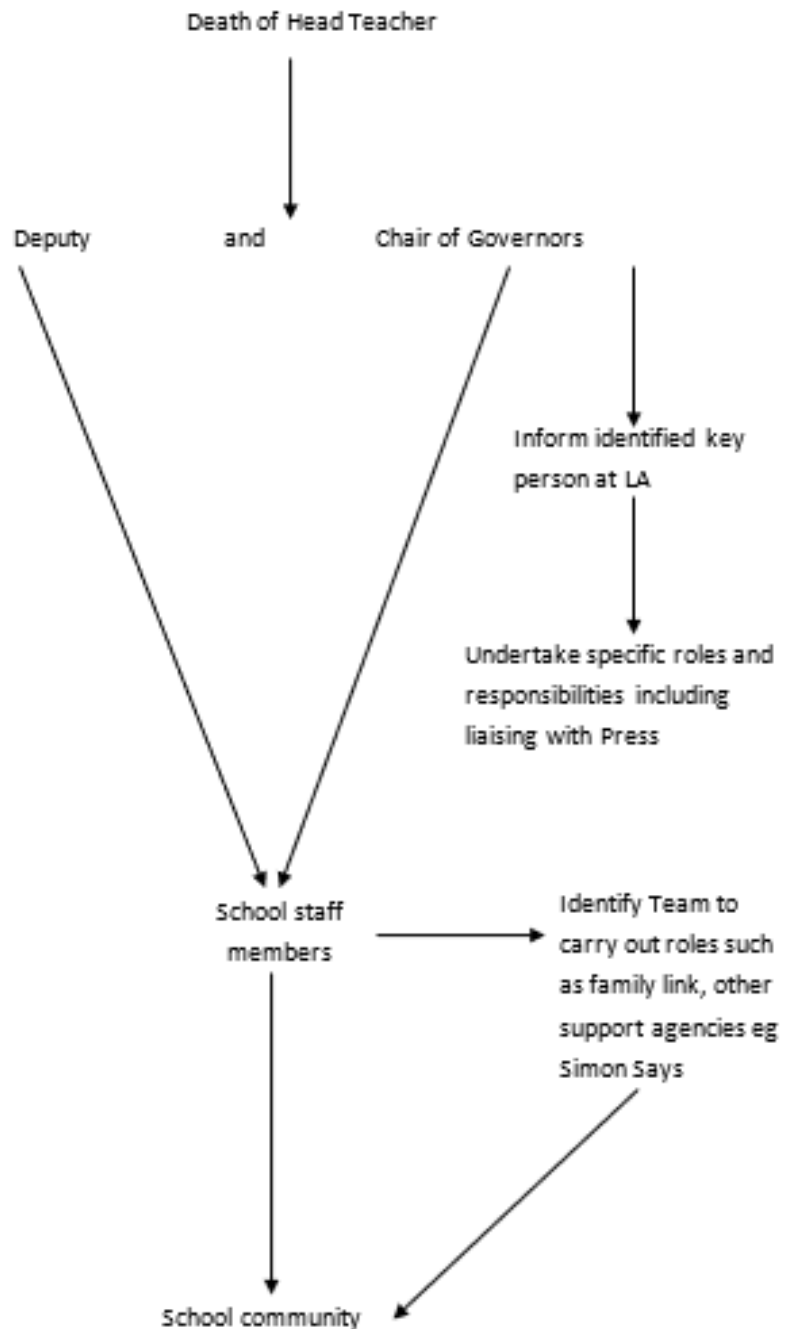 Death of Head Teacher
Deputy and Chair of Governors
Inform identified key
person at LA
Undertake specific roles and
responsibilities including
liaising with Press
School staff
members
Identify Team to
carry out roles such
as family link, other
support agencies eg
Simon Says
School community